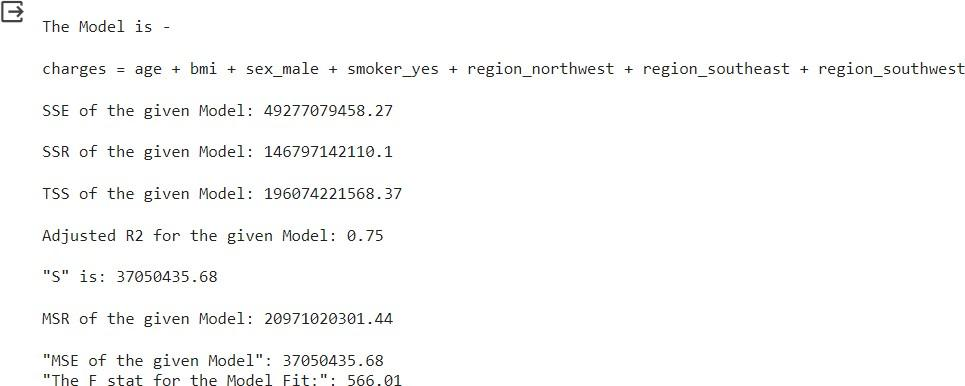 The Model is -
charges = age + bmi + sex_male + smoker_yes + region_northwest + region_southeast + region_southwest
SSE of the given Model: 49277079458.27
SSR of the given Model: 146797142110.1
TSS of the given Model: 196074221568.37
Adjusted R2 for the given Model: 0.75
"S" is: 37050435.68
MSR of the given Model: 20971020301.44
"MSE of the given Model": 37050435.68
"The F stat for the Model Fit:": 566.01